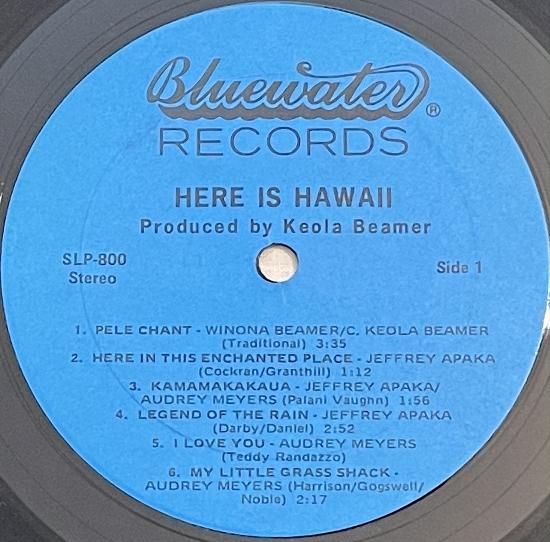 Bluewater®
RECORDS
HERE IS HAWAII
Produced by Keola Beamer
SLP-800
Stereo
Side 1
1. PELE CHANT - WINONA BEAMER/C. KEOLA BEAMER
(Traditional) 3:35
2. HERE IN THIS ENCHANTED PLACE - JEFFREY APAKA
(Cockran/Granthill) 1:12
3. KAMAMAKAKAUA - JEFFREY APAKA/
AUDREY MEYERS (Palani Vaughn) 1:56
4. LEGEND OF THE RAIN - JEFFREY APAKA
(Darby/Daniel) 2:52
5. I LOVE YOU - AUDREY MEYERS
(Teddy Randazzo)
6. MY LITTLE GRASS SHACK -
AUDREY MEYERS (Harrison/Gogswell/
Noble) 2:17